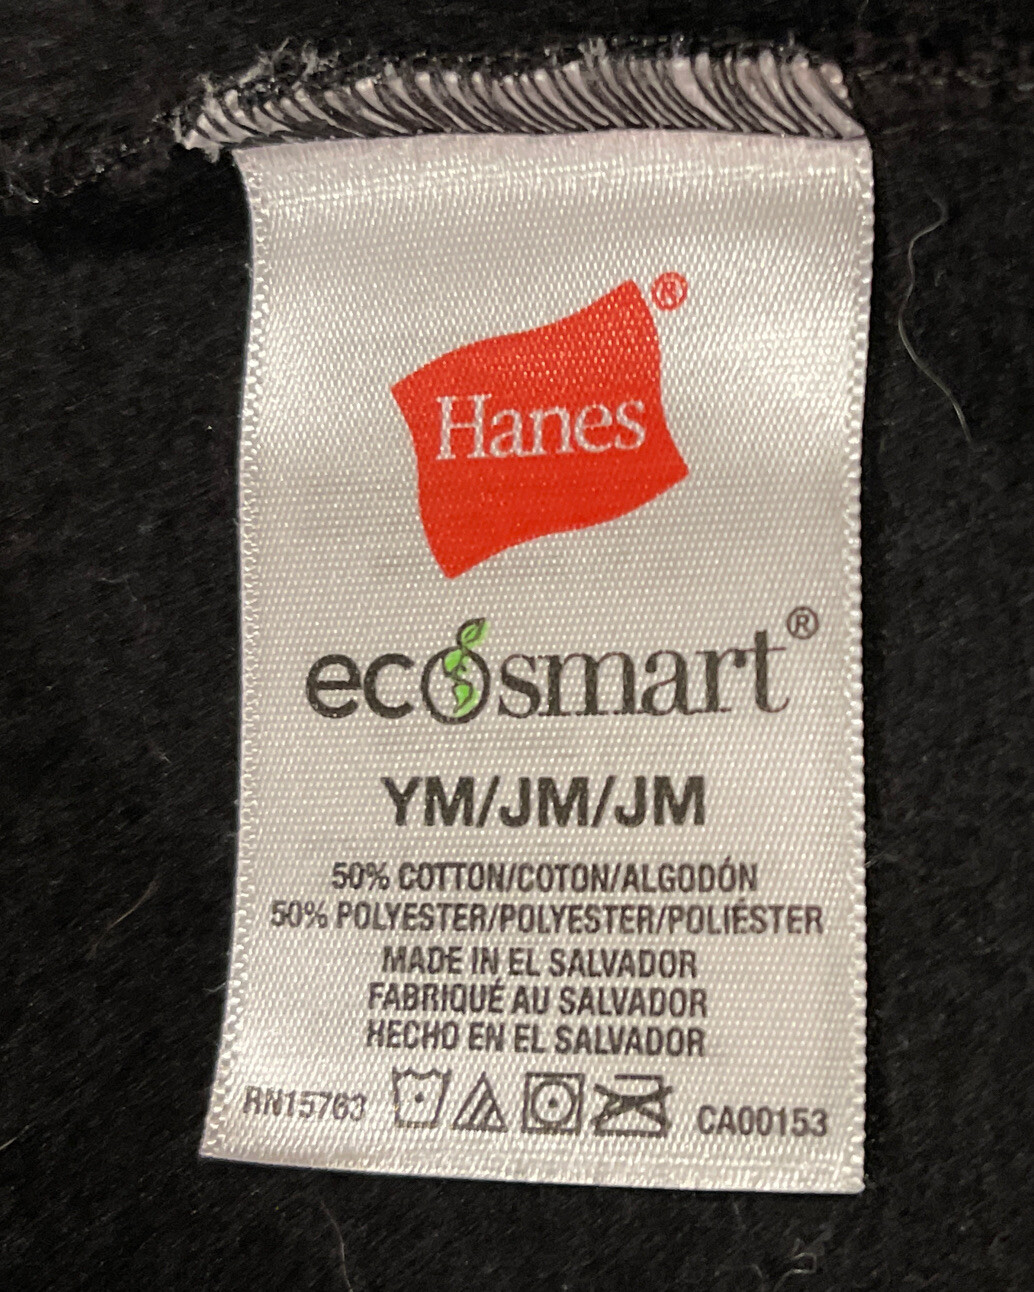 Hanes®
ecosmart®
YM/JM/JM
50% COTTON/COTON/ALGODÓN
50% POLYESTER/POLYESTER/POLIÉSTER
MADE IN EL SALVADOR
FABRIQUÉ AU SALVADOR
HECHO EN EL SALVADOR
RN15763 CA00153